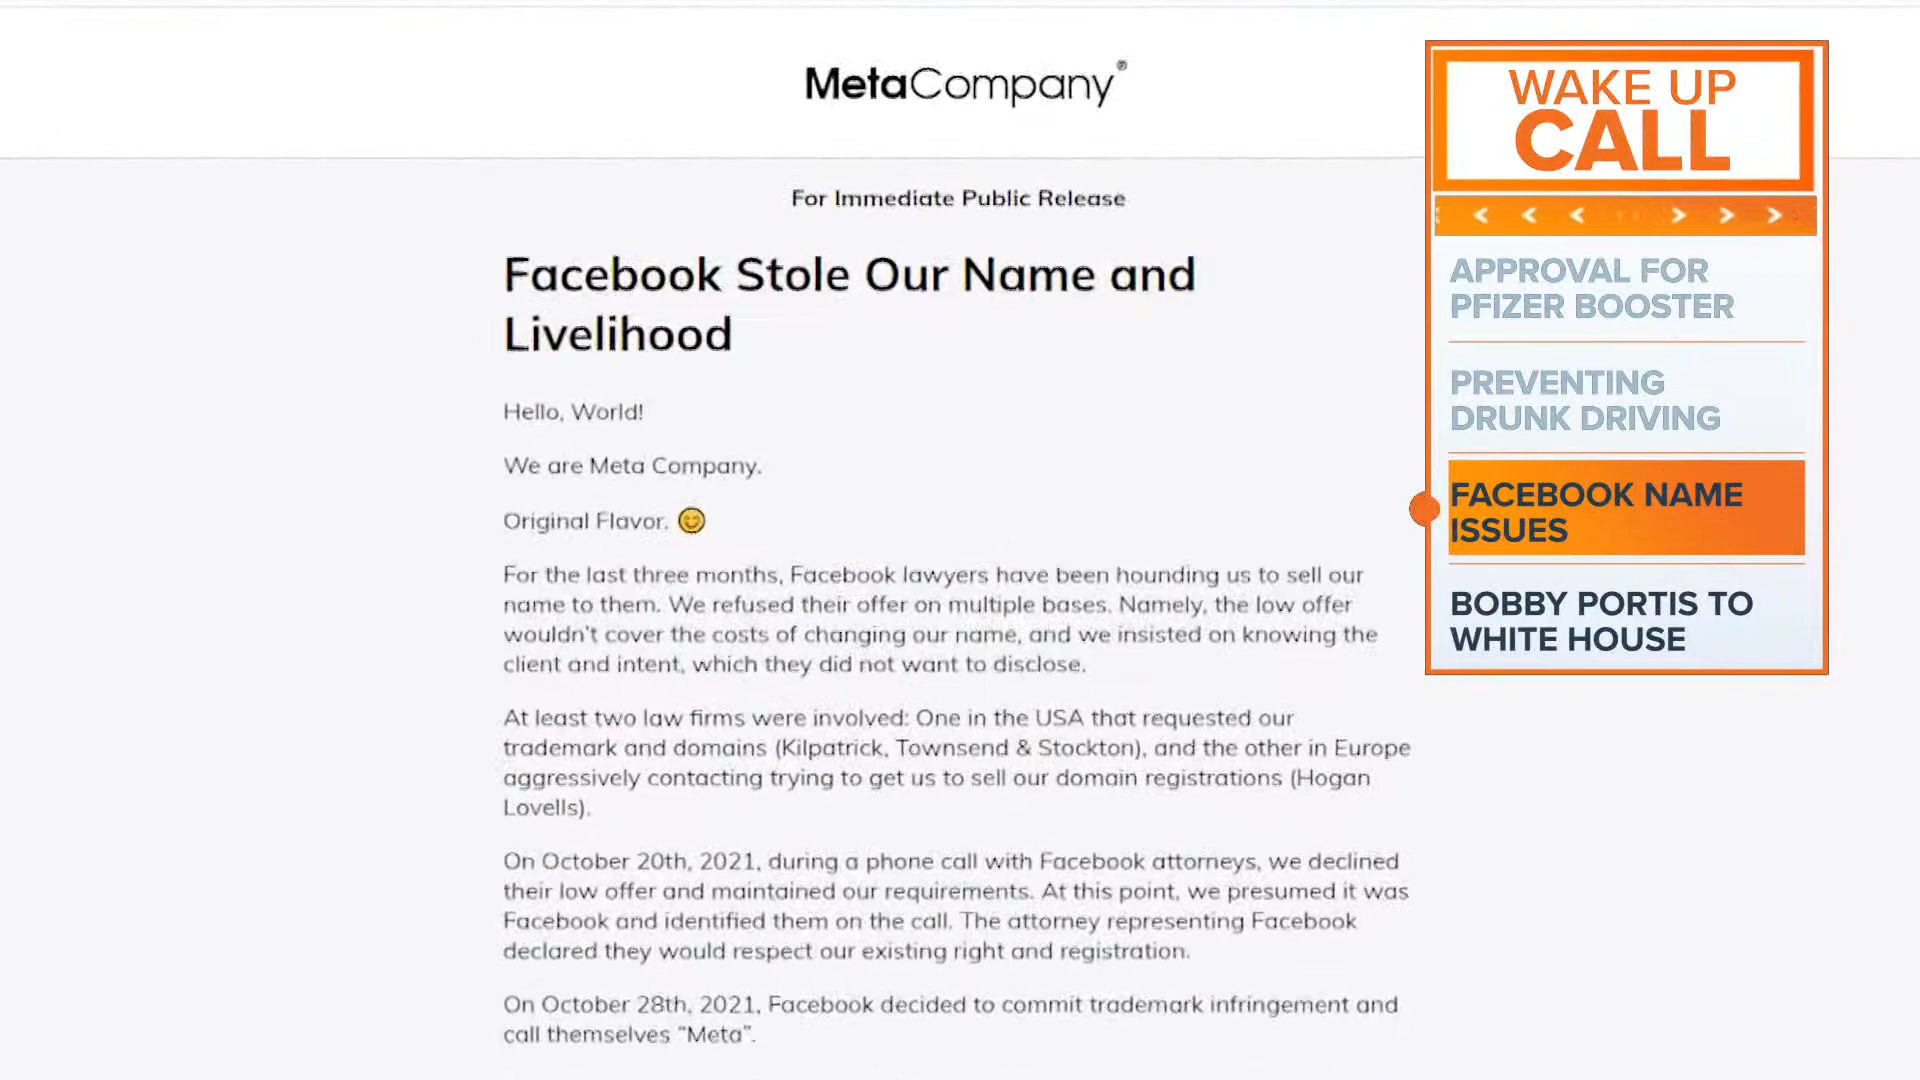 MetaCompany®
For Immediate Public Release
Facebook Stole Our Name and
Livelihood
Hello, World!
We are Meta Company.
Original Flavor. 😊
For the last three months, Facebook lawyers have been hounding us to sell our
name to them. We refused their offer on multiple bases. Namely, the low offer
wouldn't cover the costs of changing our name, and we insisted on knowing the
client and intent, which they did not want to disclose.
At least two law firms were involved: One in the USA that requested our
trademark and domains (Kilpatrick, Townsend & Stockton), and the other in Europe
aggressively contacting trying to get us to sell our domain registrations (Hogan
Lovells).
On October 20th, 2021, during a phone call with Facebook attorneys, we declined
their low offer and maintained our requirements. At this point, we presumed it was
Facebook and identified them on the call. The attorney representing Facebook
declared they would respect our existing right and registration.
On October 28th, 2021, Facebook decided to commit trademark infringement and
call themselves “Meta”.
WAKE UP
CALL
APPROVAL FOR
PFIZER BOOSTER
PREVENTING
DRUNK DRIVING
FACEBOOK NAME
ISSUES
BOBBY PORTIS TO
WHITE HOUSE